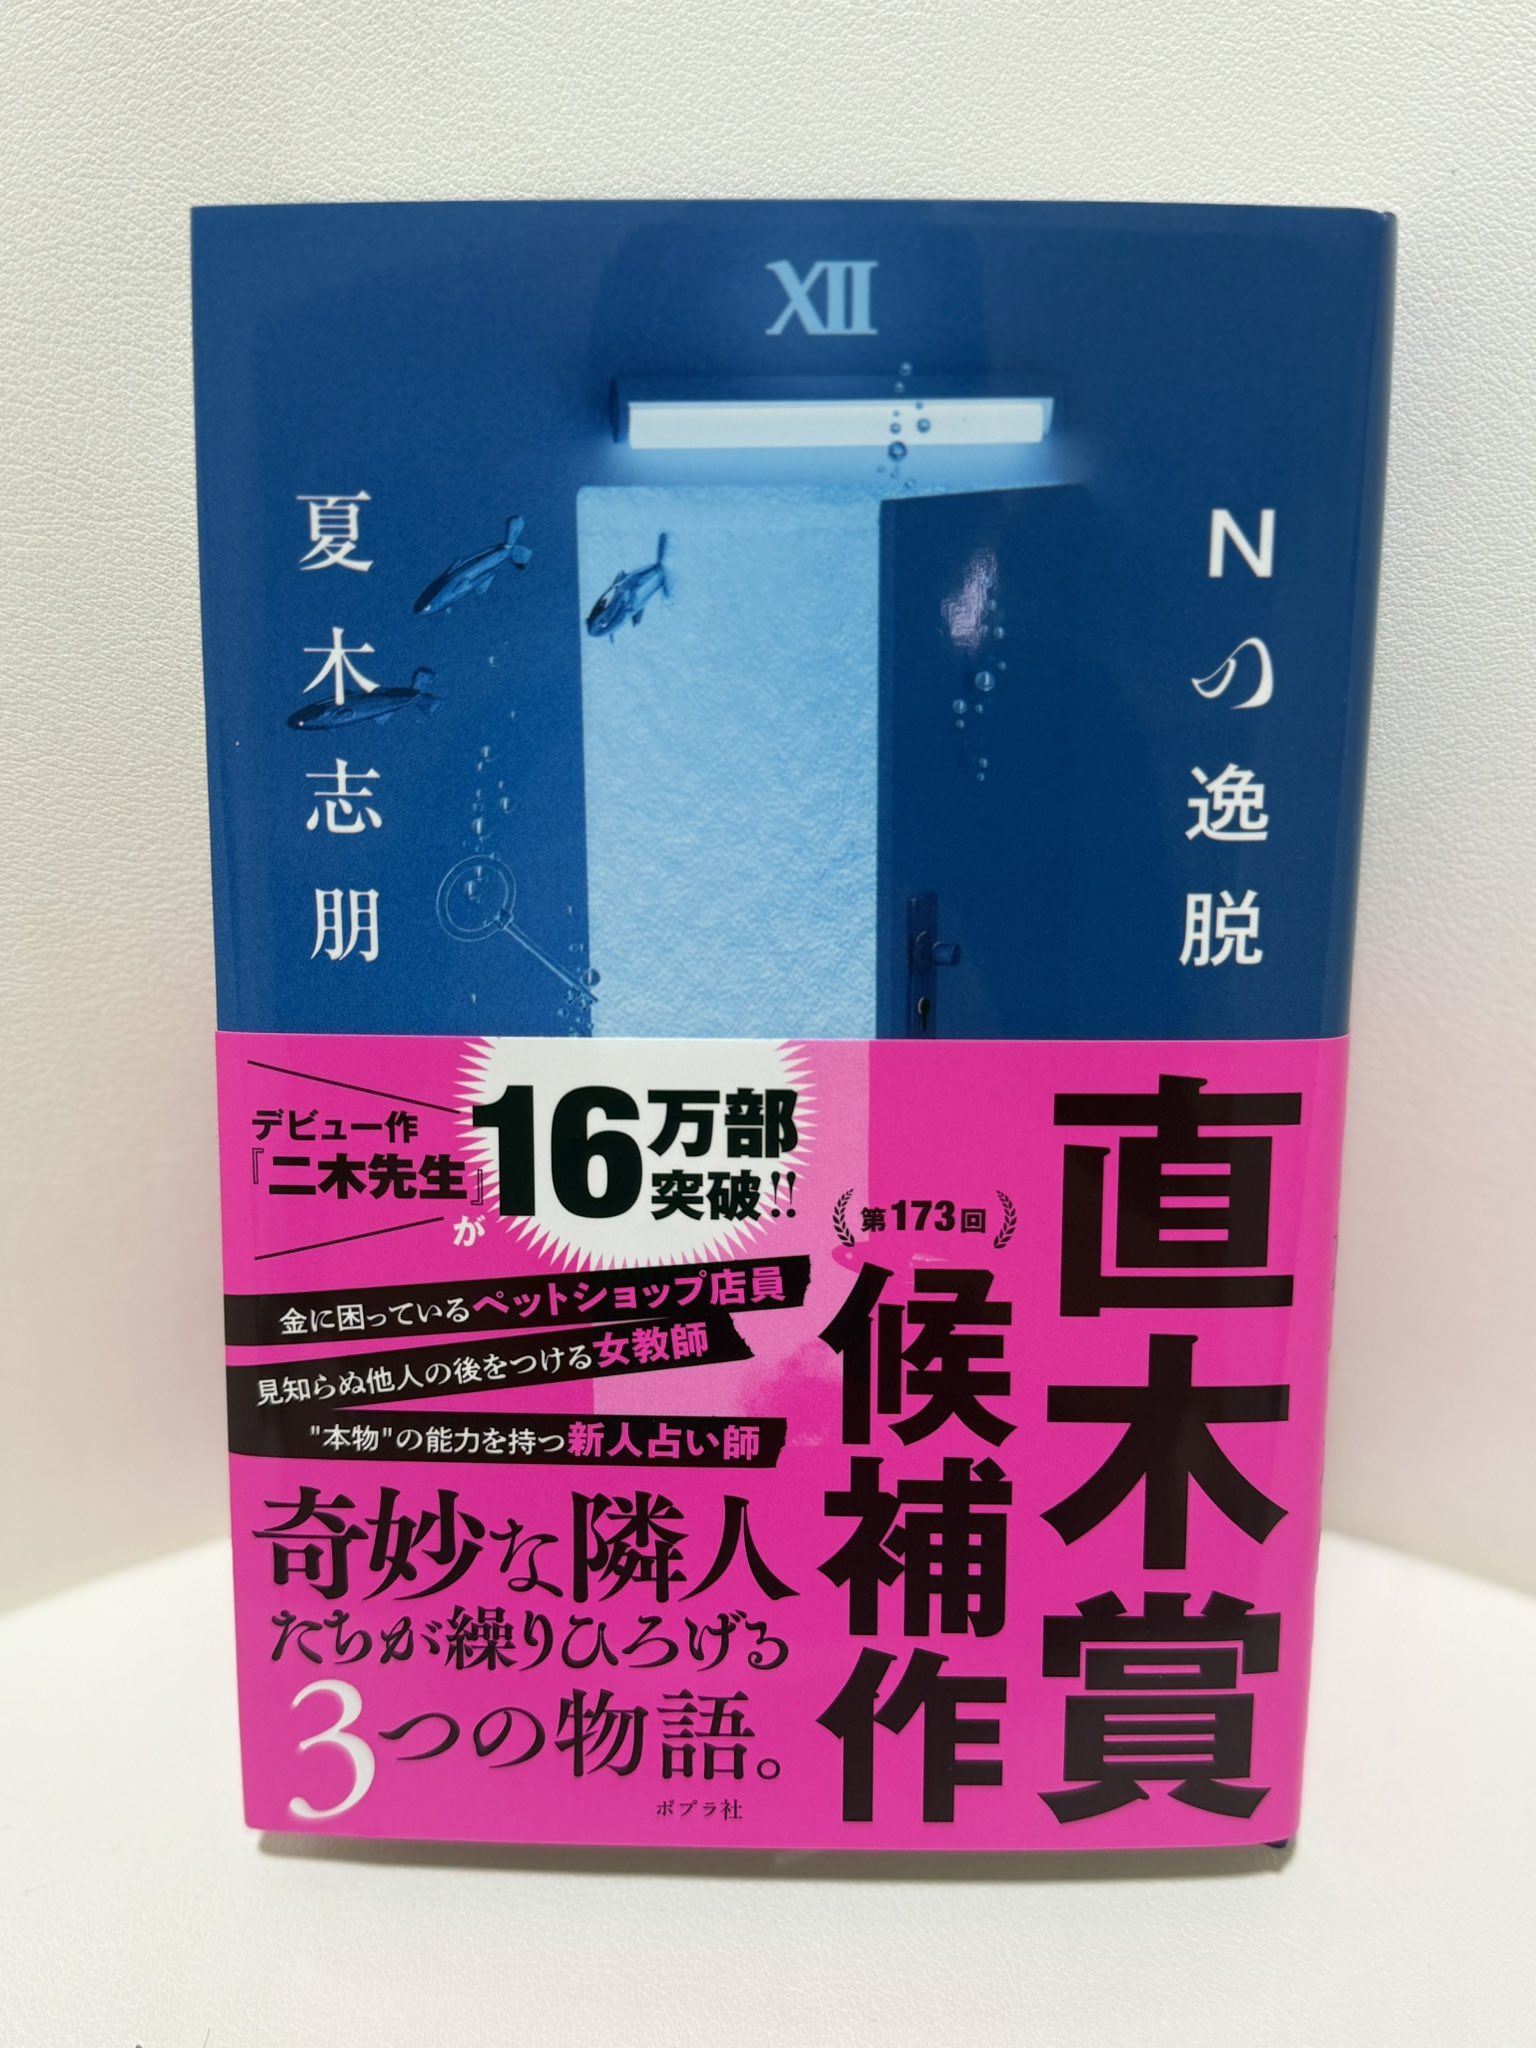 XII
Nの逸脱
夏木志朋
直木賞
第173回
候補作
デビュー作
『二木先生』が
16万部
突破!!
金に困っているペットショップ店員
見知らぬ他人の後をつける女教師
"本物"の能力を持つ新人占い師
奇妙な隣人
たちが繰りひろげる
3つの物語。
ポプラ社